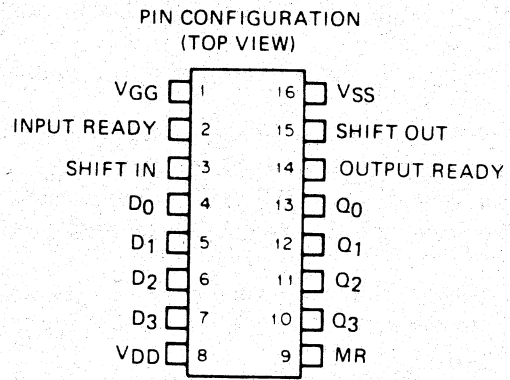 PIN CONFIGURATION
(TOP VIEW)
VGG 1 16 VSS
INPUT READY 2 15 SHIFT OUT
SHIFT IN 3 14 OUTPUT READY
D0 4 13 Q0
D1 5 12 Q1
D2 6 11 Q2
D3 7 10 Q3
VDD 8 9 MR